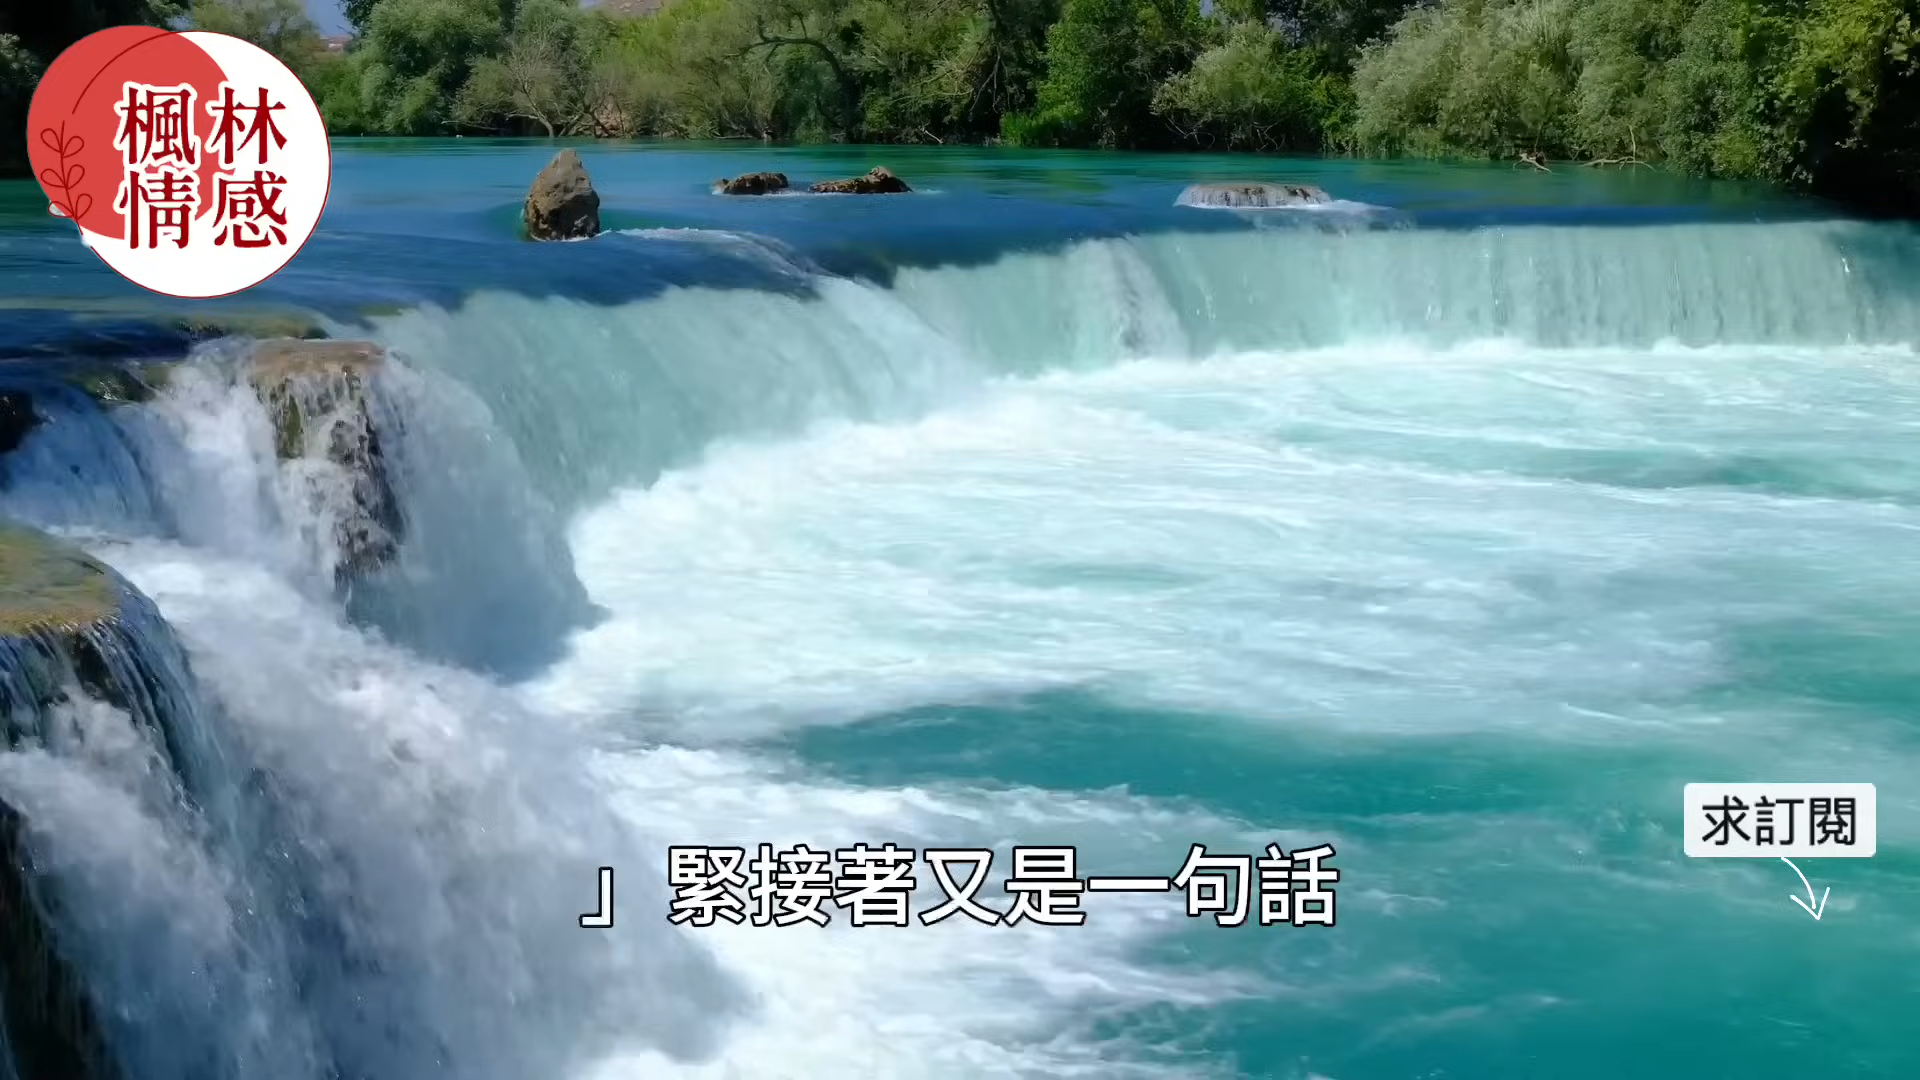 楓林
情感
」 緊接著又是一句話
求訂閱